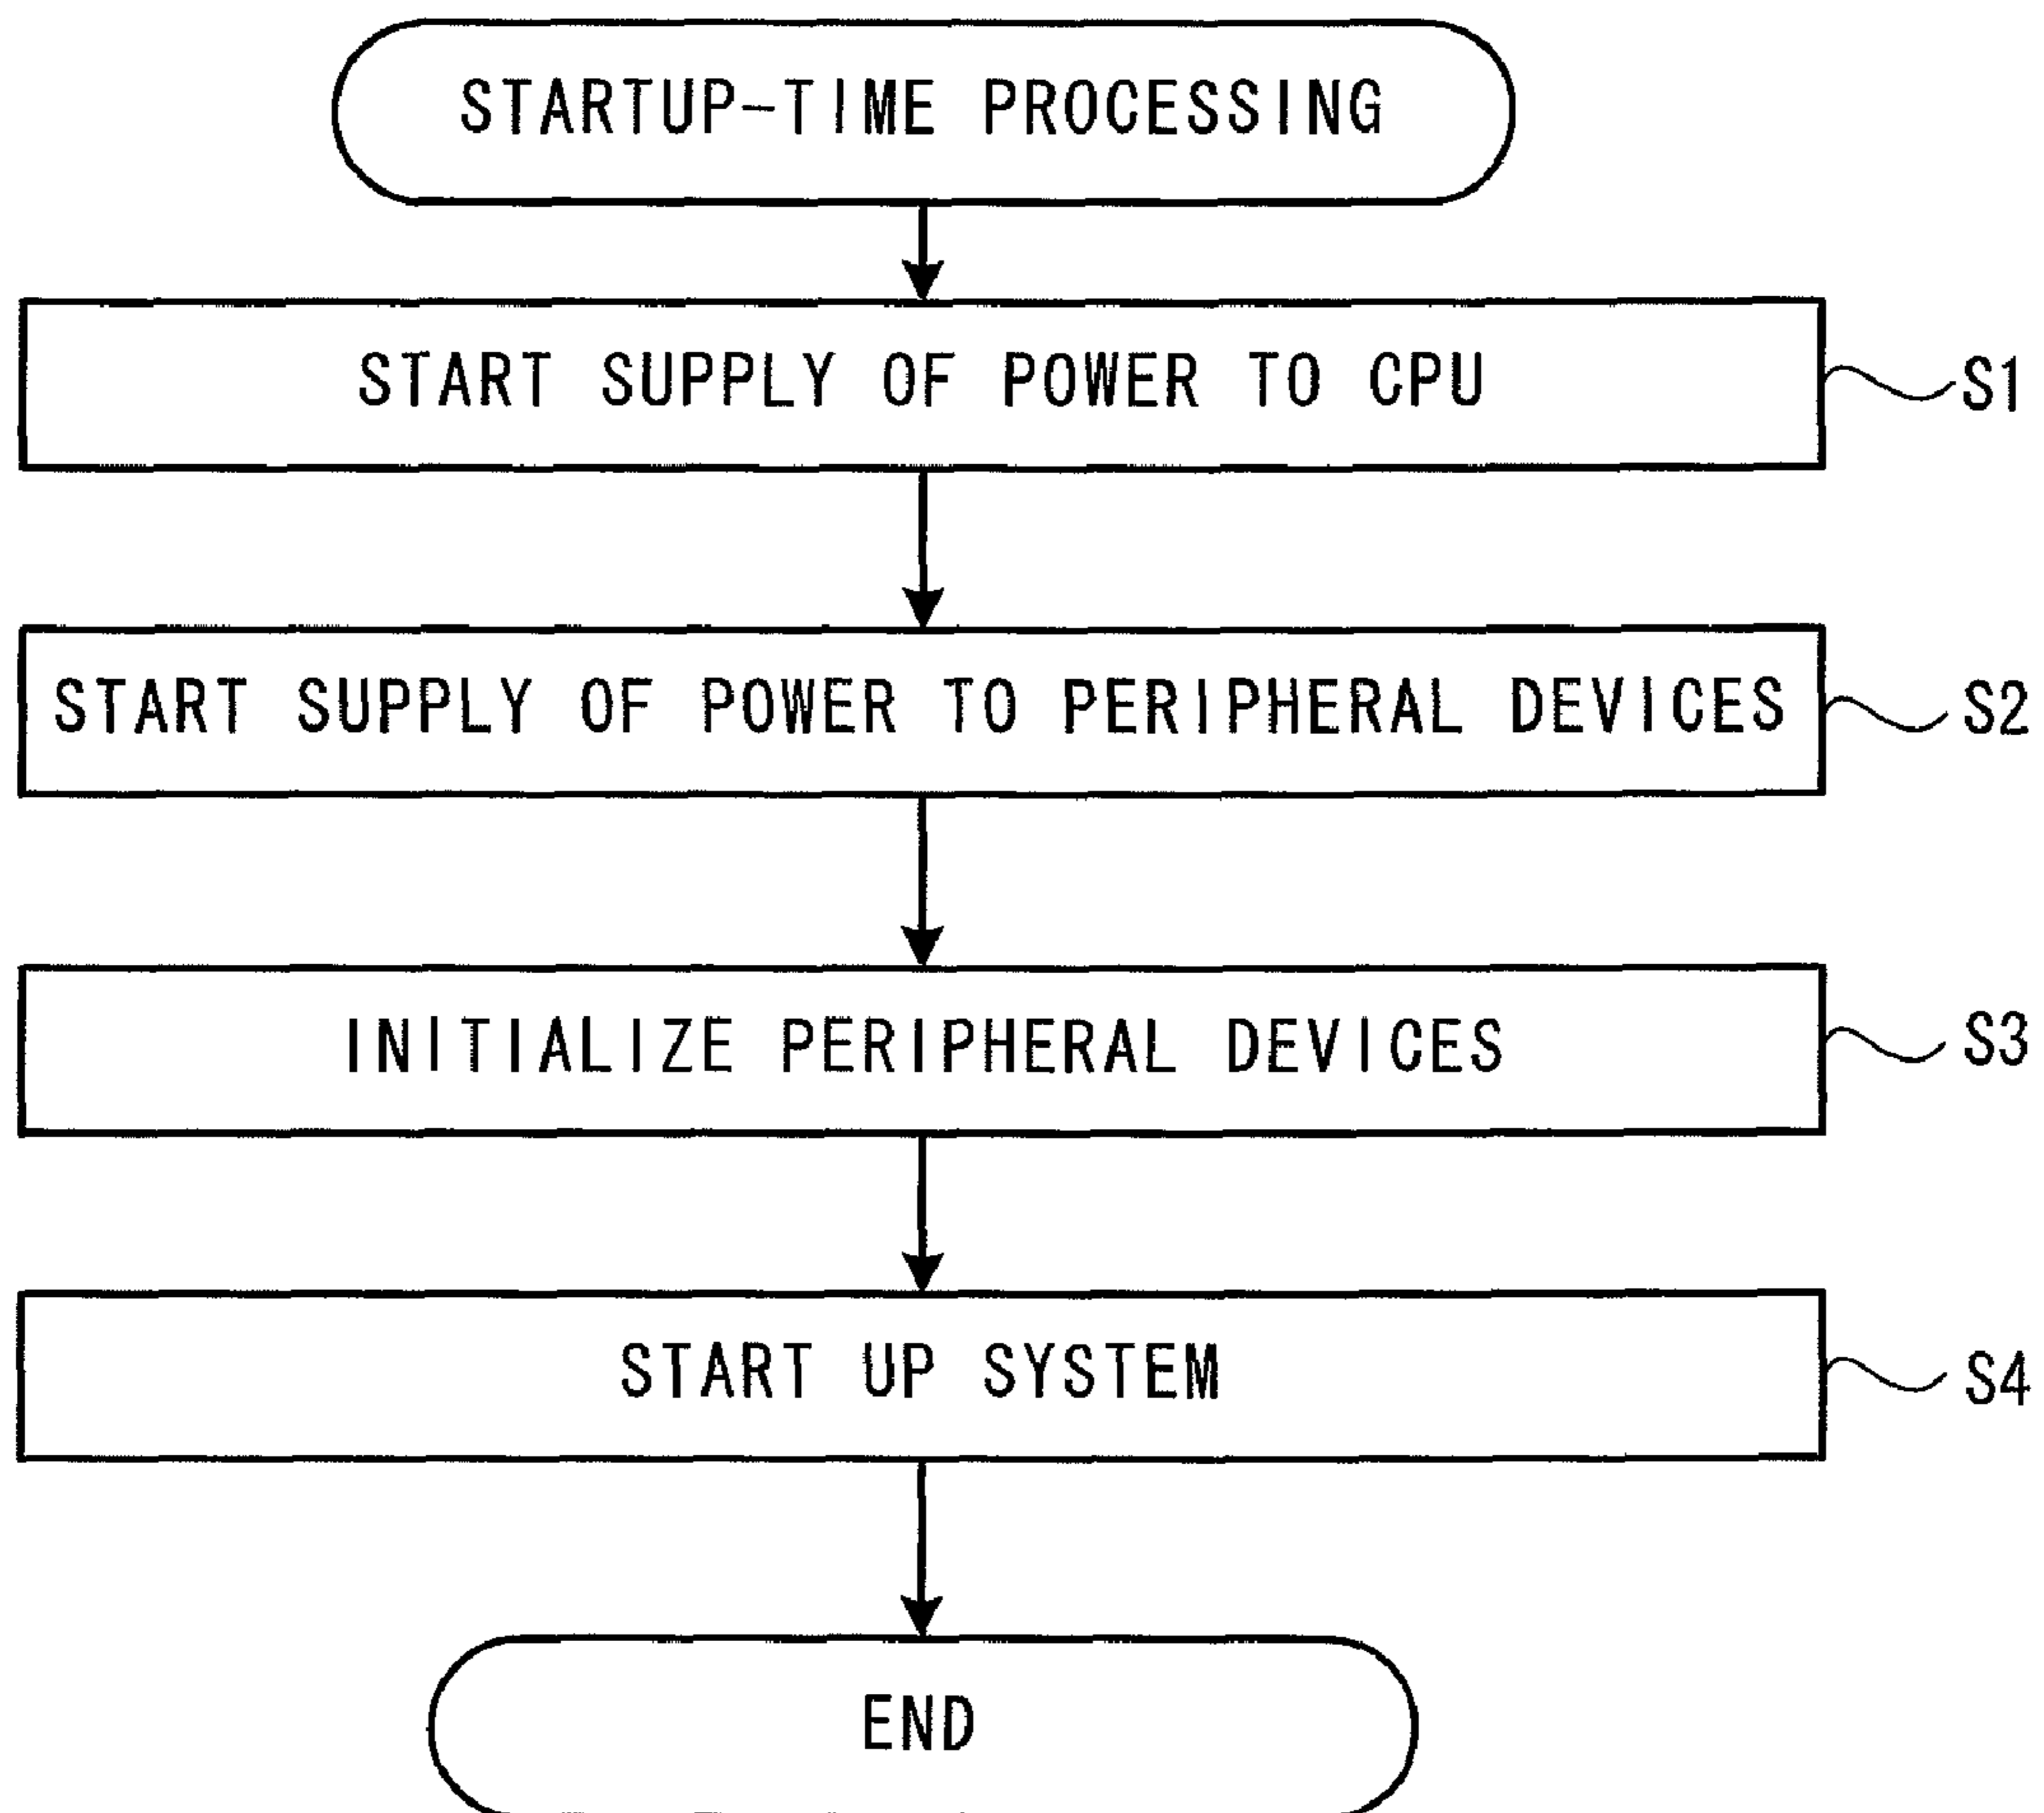 STARTUP-TIME PROCESSING
START SUPPLY OF POWER TO CPU
S1
START SUPPLY OF POWER TO PERIPHERAL DEVICES
S2
INITIALIZE PERIPHERAL DEVICES
S3
START UP SYSTEM
S4
END